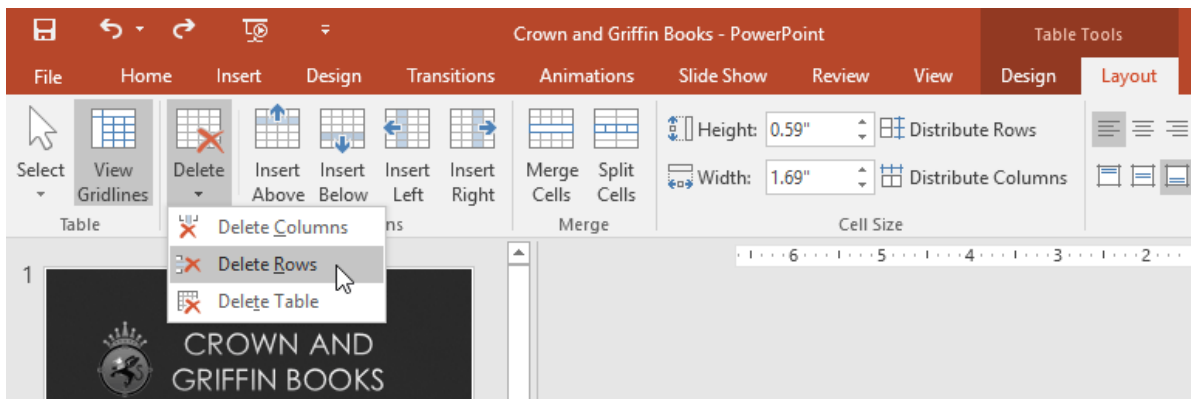 Crown and Griffin Books - PowerPoint
Table Tools
File Home Insert Design Transitions Animations Slide Show Review View Design Layout
Select
View Gridlines
Delete
Insert Above
Insert Below
Insert Left
Insert Right
Merge Cells
Split Cells
Height: 0.59"
Distribute Rows
Width: 1.69"
Distribute Columns
Table
ns
Merge
Cell Size
Delete Columns
Delete Rows
Delete Table
6 5 4 3 2
1
CROWN AND
GRIFFIN BOOKS